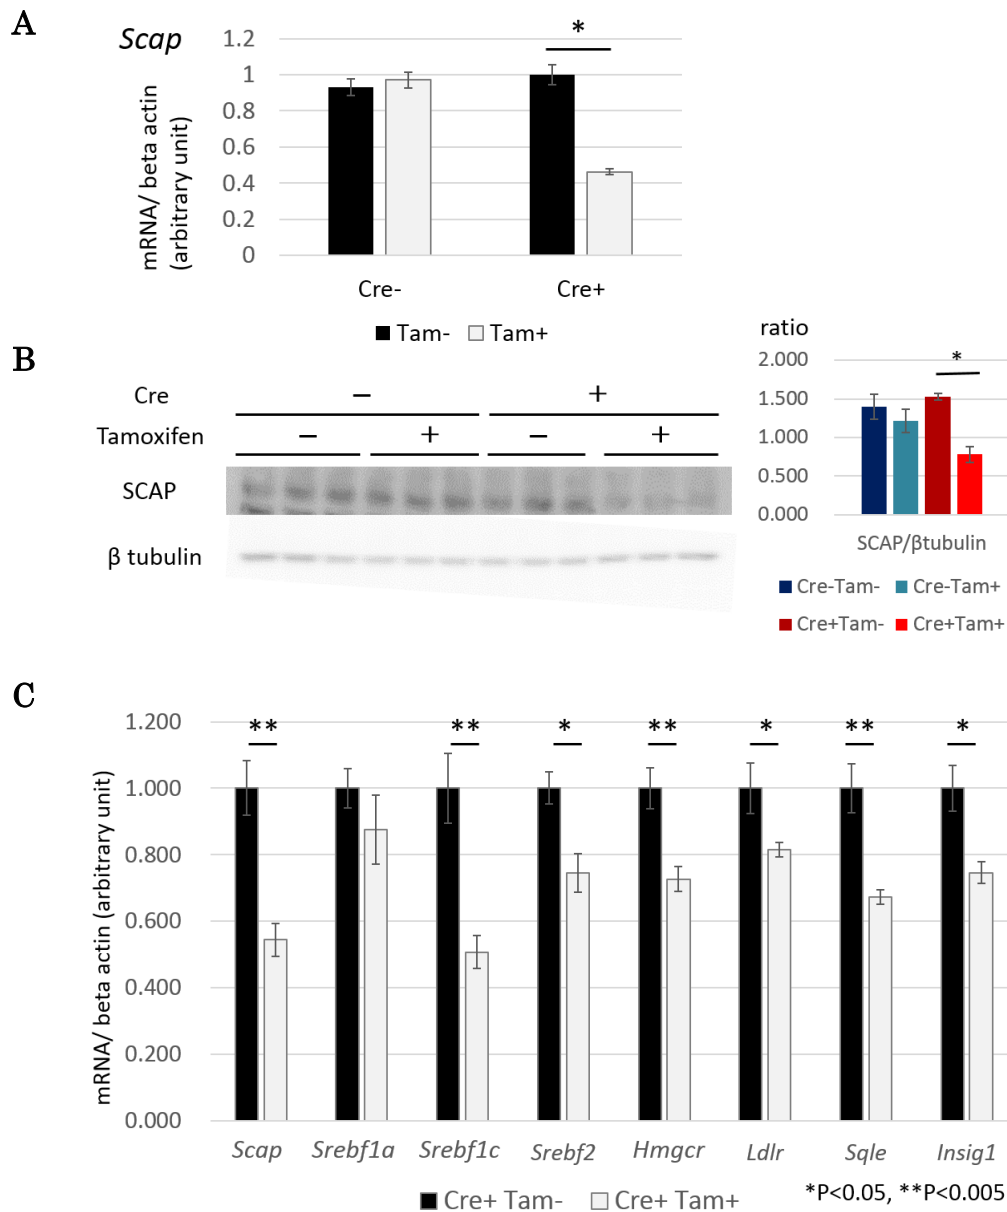 A
Scap
mRNA/ beta actin
(arbitrary unit)
1.2
1
0.8
0.6
0.4
0.2
0
*
Cre-
Cre+
Tam-
Tam+
B
Cre
−
+
Tamoxifen
−
+
−
+
SCAP
β tubulin
ratio
2.000
1.500
1.000
0.500
0.000
*
SCAP/βtubulin
Cre-Tam-
Cre-Tam+
Cre+Tam-
Cre+Tam+
C
mRNA/ beta actin (arbitrary unit)
1.200
1.000
0.800
0.600
0.400
0.200
0.000
**
**
*
**
*
**
*
Scap
Srebf1a
Srebf1c
Srebf2
Hmgcr
Ldlr
Sqle
Insig1
Cre+ Tam-
Cre+ Tam+
*P<0.05, **P<0.005